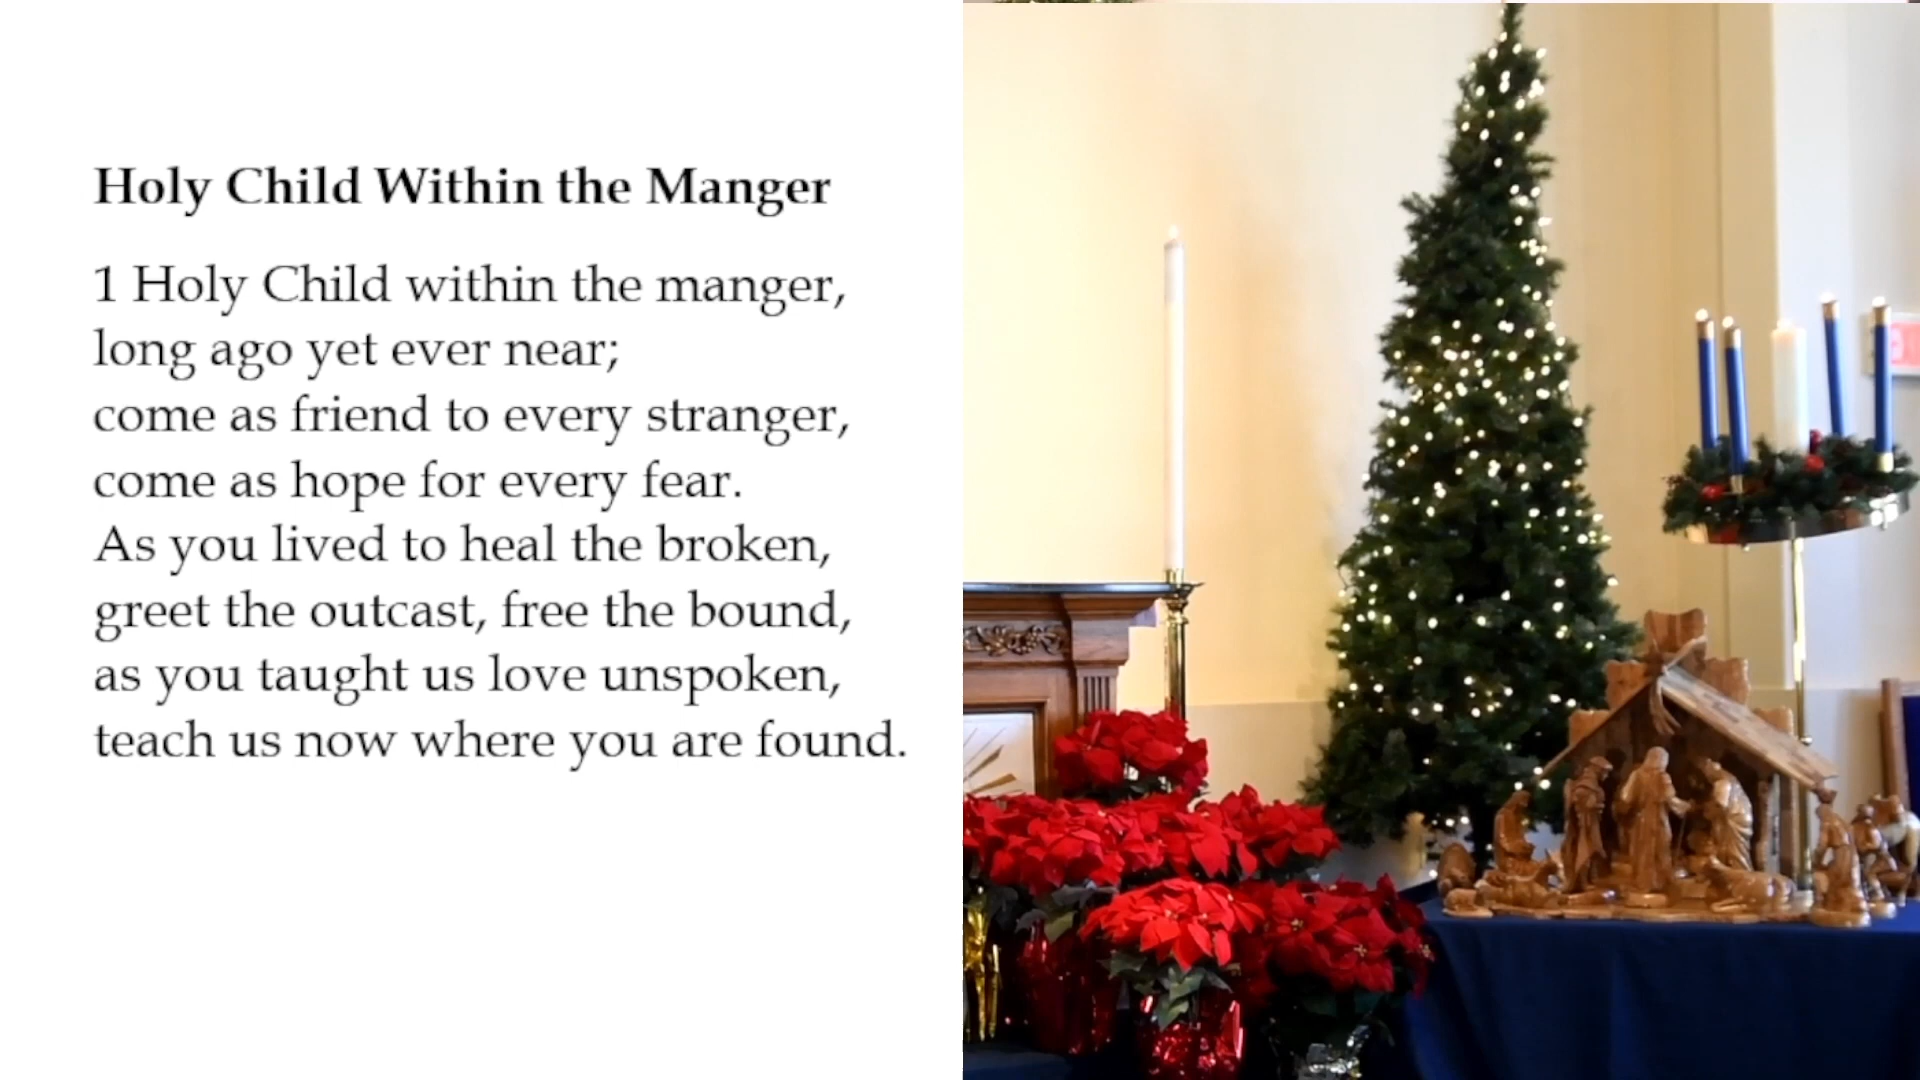 Holy Child Within the Manger
1 Holy Child within the manger,
long ago yet ever near;
come as friend to every stranger,
come as hope for every fear.
As you lived to heal the broken,
greet the outcast, free the bound,
as you taught us love unspoken,
teach us now where you are found.